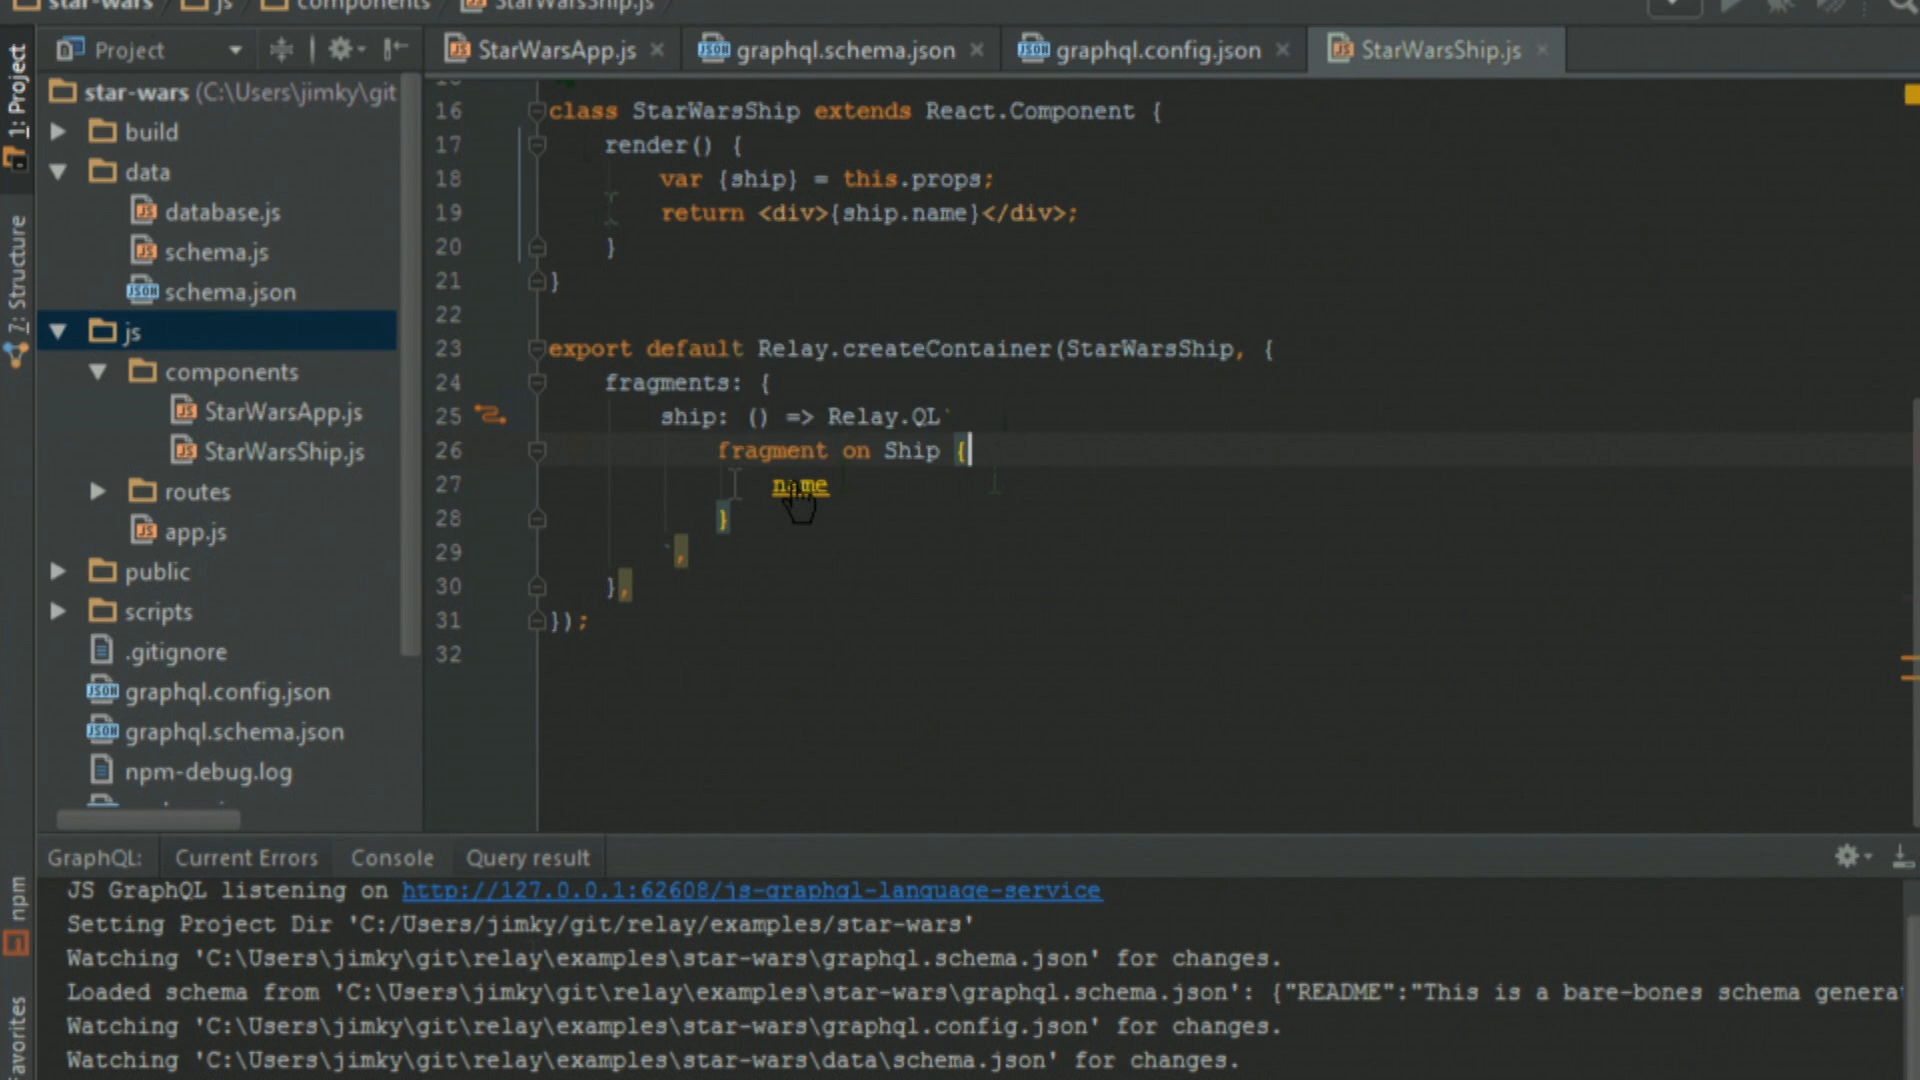 star-wars js components StarWarsShip.js
1: Project
7: Structure
npm
Favorites
Project
star-wars (C:\Users\jimky\git
build
data
database.js
schema.js
schema.json
js
components
StarWarsApp.js
StarWarsShip.js
routes
app.js
public
scripts
.gitignore
graphql.config.json
graphql.schema.json
npm-debug.log
StarWarsApp.js graphql.schema.json graphql.config.json StarWarsShip.js
16 class StarWarsShip extends React.Component {
17 render() {
18 var {ship} = this.props;
19 return <div>{ship.name}</div>;
20 }
21 }
22
23 export default Relay.createContainer(StarWarsShip, {
24 fragments: {
25 ship: () => Relay.QL`
26 fragment on Ship {
27 name
28 }
29 `,
30 },
31 });
32
GraphQL: Current Errors Console Query result
JS GraphQL listening on http://127.0.0.1:62608/js-graphql-language-service
Setting Project Dir 'C:/Users/jimky/git/relay/examples/star-wars'
Watching 'C:\Users\jimky\git\relay\examples\star-wars\graphql.schema.json' for changes.
Loaded schema from 'C:\Users\jimky\git\relay\examples\star-wars\graphql.schema.json': {"README":"This is a bare-bones schema genera
Watching 'C:\Users\jimky\git\relay\examples\star-wars\graphql.config.json' for changes.
Watching 'C:\Users\jimky\git\relay\examples\star-wars\data\schema.json' for changes.